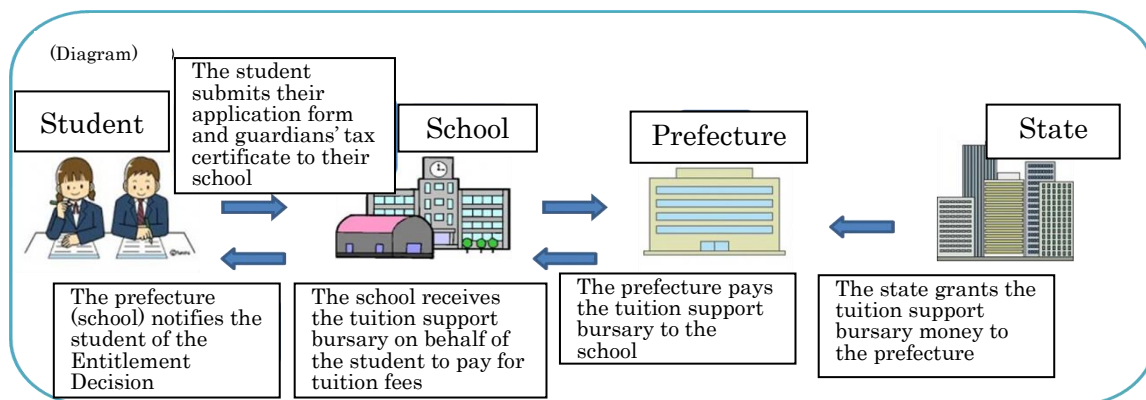 (Diagram)
The student
submits their
application form
and guardians' tax
certificate to their
school
Student
School
Prefecture
State
The prefecture
(school) notifies the
student of the
Entitlement
Decision
The school receives
the tuition support
bursary on behalf of
the student to pay for
tuition fees
The prefecture pays
the tuition support
bursary to the
school
The state grants the
tuition support
bursary money to
the prefecture